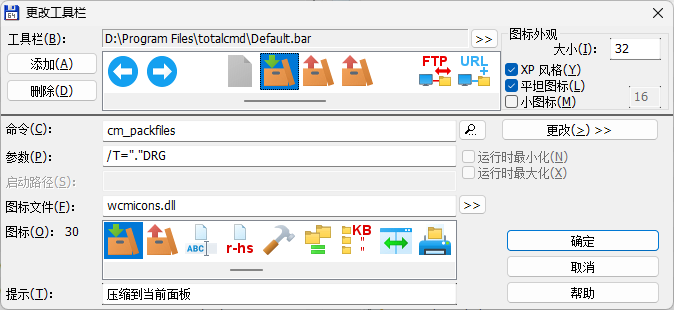 更改工具栏
工具栏(B):
D:\Program Files\totalcmd\Default.bar
>>
添加(A)
删除(D)
FTP
URL
图标外观
大小(I):
32
XP 风格(Y)
平坦图标(L)
小图标(M)
16
命令(C):
cm_packfiles
更改(>) >>
参数(P):
/T="."DRG
运行时最小化(N)
运行时最大化(X)
启动路径(S):
图标文件(F):
wcmicons.dll
>>
图标(O):
30
ABC
r-hs
KB
"
"
确定
取消
提示(T):
压缩到当前面板
帮助